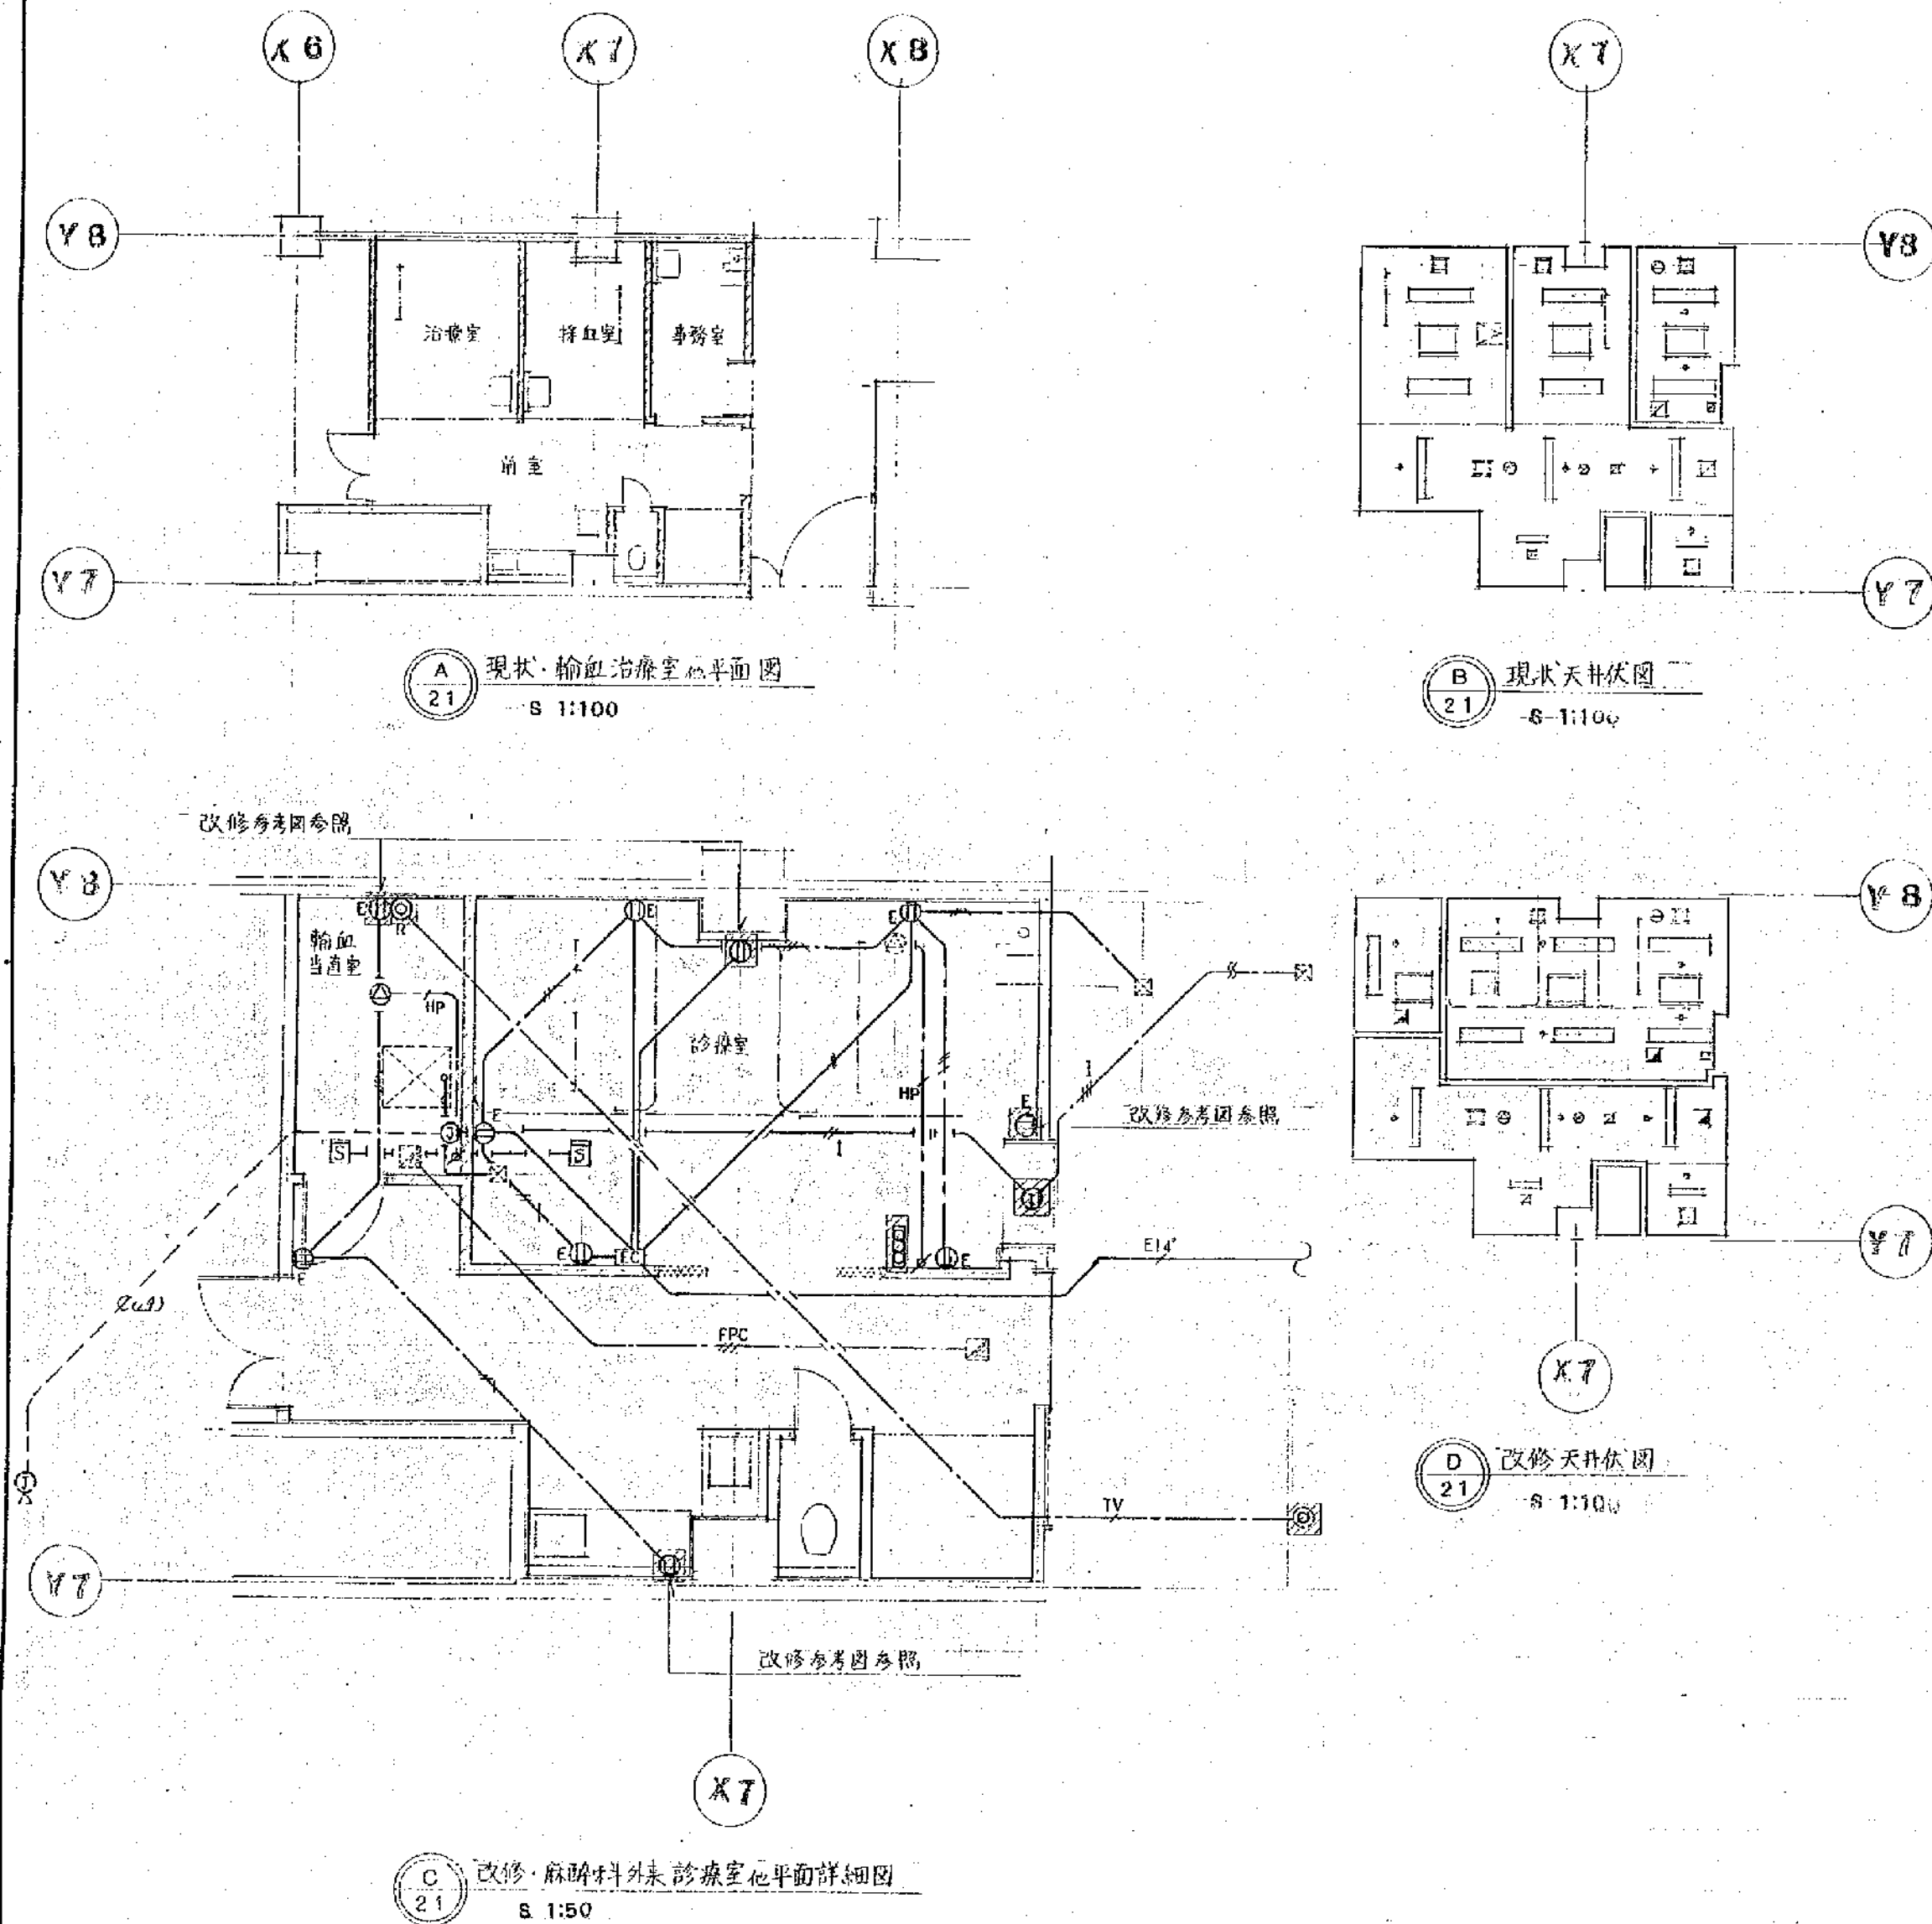 X6
X7
X8
X7
Y8
Y8
治療室
採血室
事務室
前室
Y7
Y7
A
21
現状・輸血治療室他平面図
S 1:100
B
21
現状天井伏図
S 1:100
改修参考図参照
Y8
Y8
E
R
E
E
輸血
当直室
HP
診療室
HP
E
改修参考図参照
E
J
S
S
E
EC
E
E
E14°
FPC
Y7
X7
D
21
改修天井伏図
S 1:100
TV
Y7
改修参考図参照
X7
C
21
改修・麻酔科外来診療室他平面詳細図
S 1:50